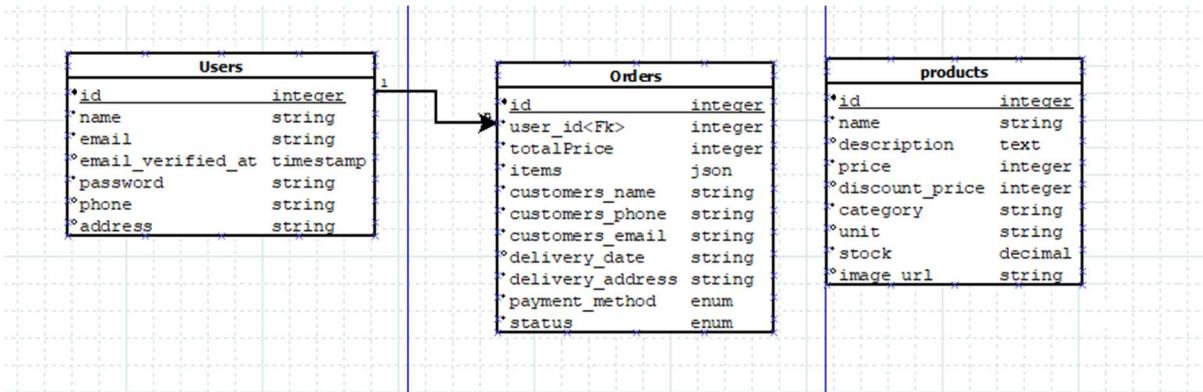 Users
id integer
name string
email string
email_verified_at timestamp
password string
phone string
address string
1
Orders
id integer
user_id<Fk> integer
totalPrice integer
items json
customers_name string
customers_phone string
customers_email string
delivery_date string
delivery_address string
payment_method enum
status enum
products
id integer
name string
description text
price integer
discount_price integer
category string
unit string
stock decimal
image_url string